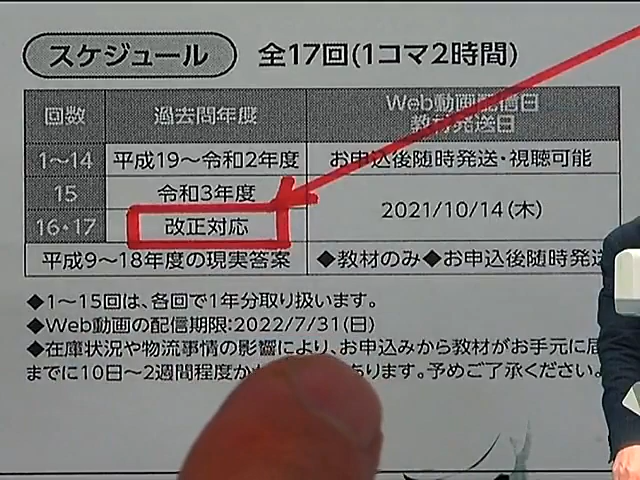 スケジュール 全17回(1コマ2時間)
回数 過去問年度 Web動画配信日
教材発送日
1～14 平成19～令和2年度 お申込後随時発送・視聴可能
15 令和3年度
2021/10/14(木)
16・17 改正対応
平成9～18年度の現実答案 ◆教材のみ◆お申込後随時発送
◆1～15回は、各回で1年分取り扱います。
◆Web動画の配信期限:2022/7/31(日)
◆在庫状況や物流事情の影響により、お申込みから教材がお手元に
までに10日～2週間程度か あります。予めご了承ください